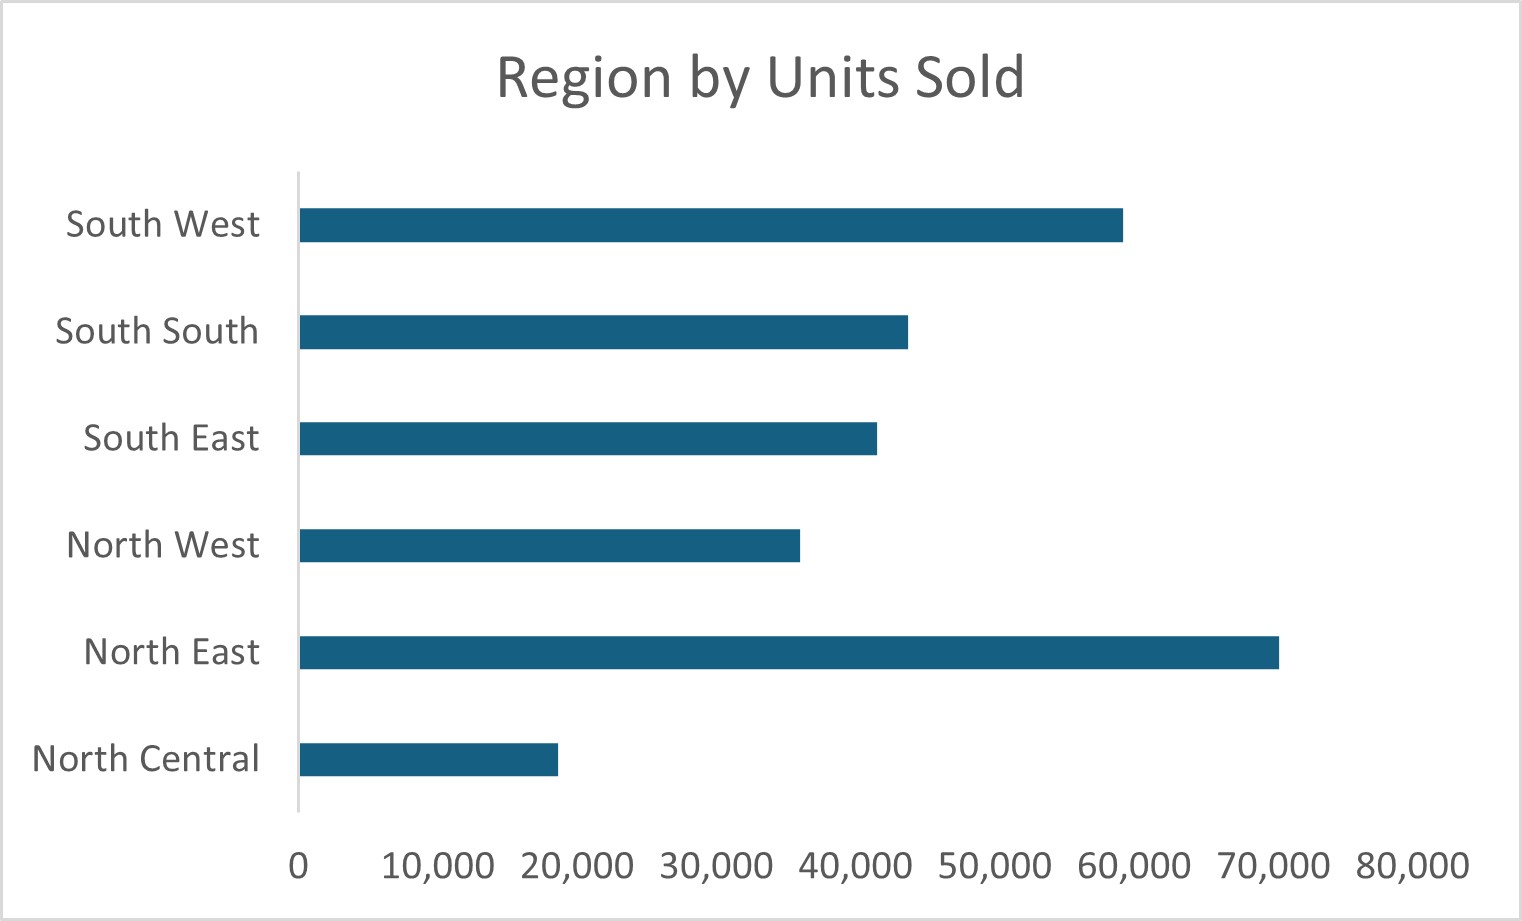 Region by Units Sold
South West
South South
South East
North West
North East
North Central
0 10,000 20,000 30,000 40,000 50,000 60,000 70,000 80,000